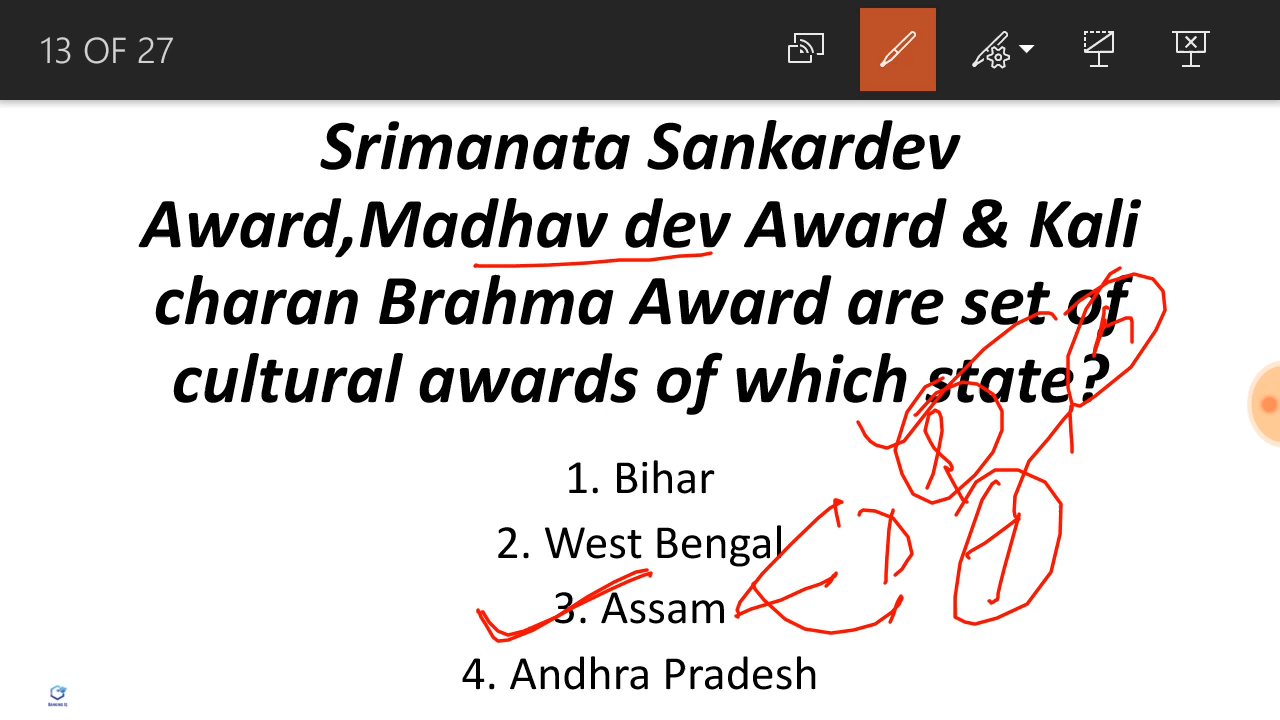 13 OF 27
Srimanata Sankardev
Award,Madhav dev Award & Kali
charan Brahma Award are set of
cultural awards of which state?
1. Bihar
2. West Bengal
3. Assam
4. Andhra Pradesh